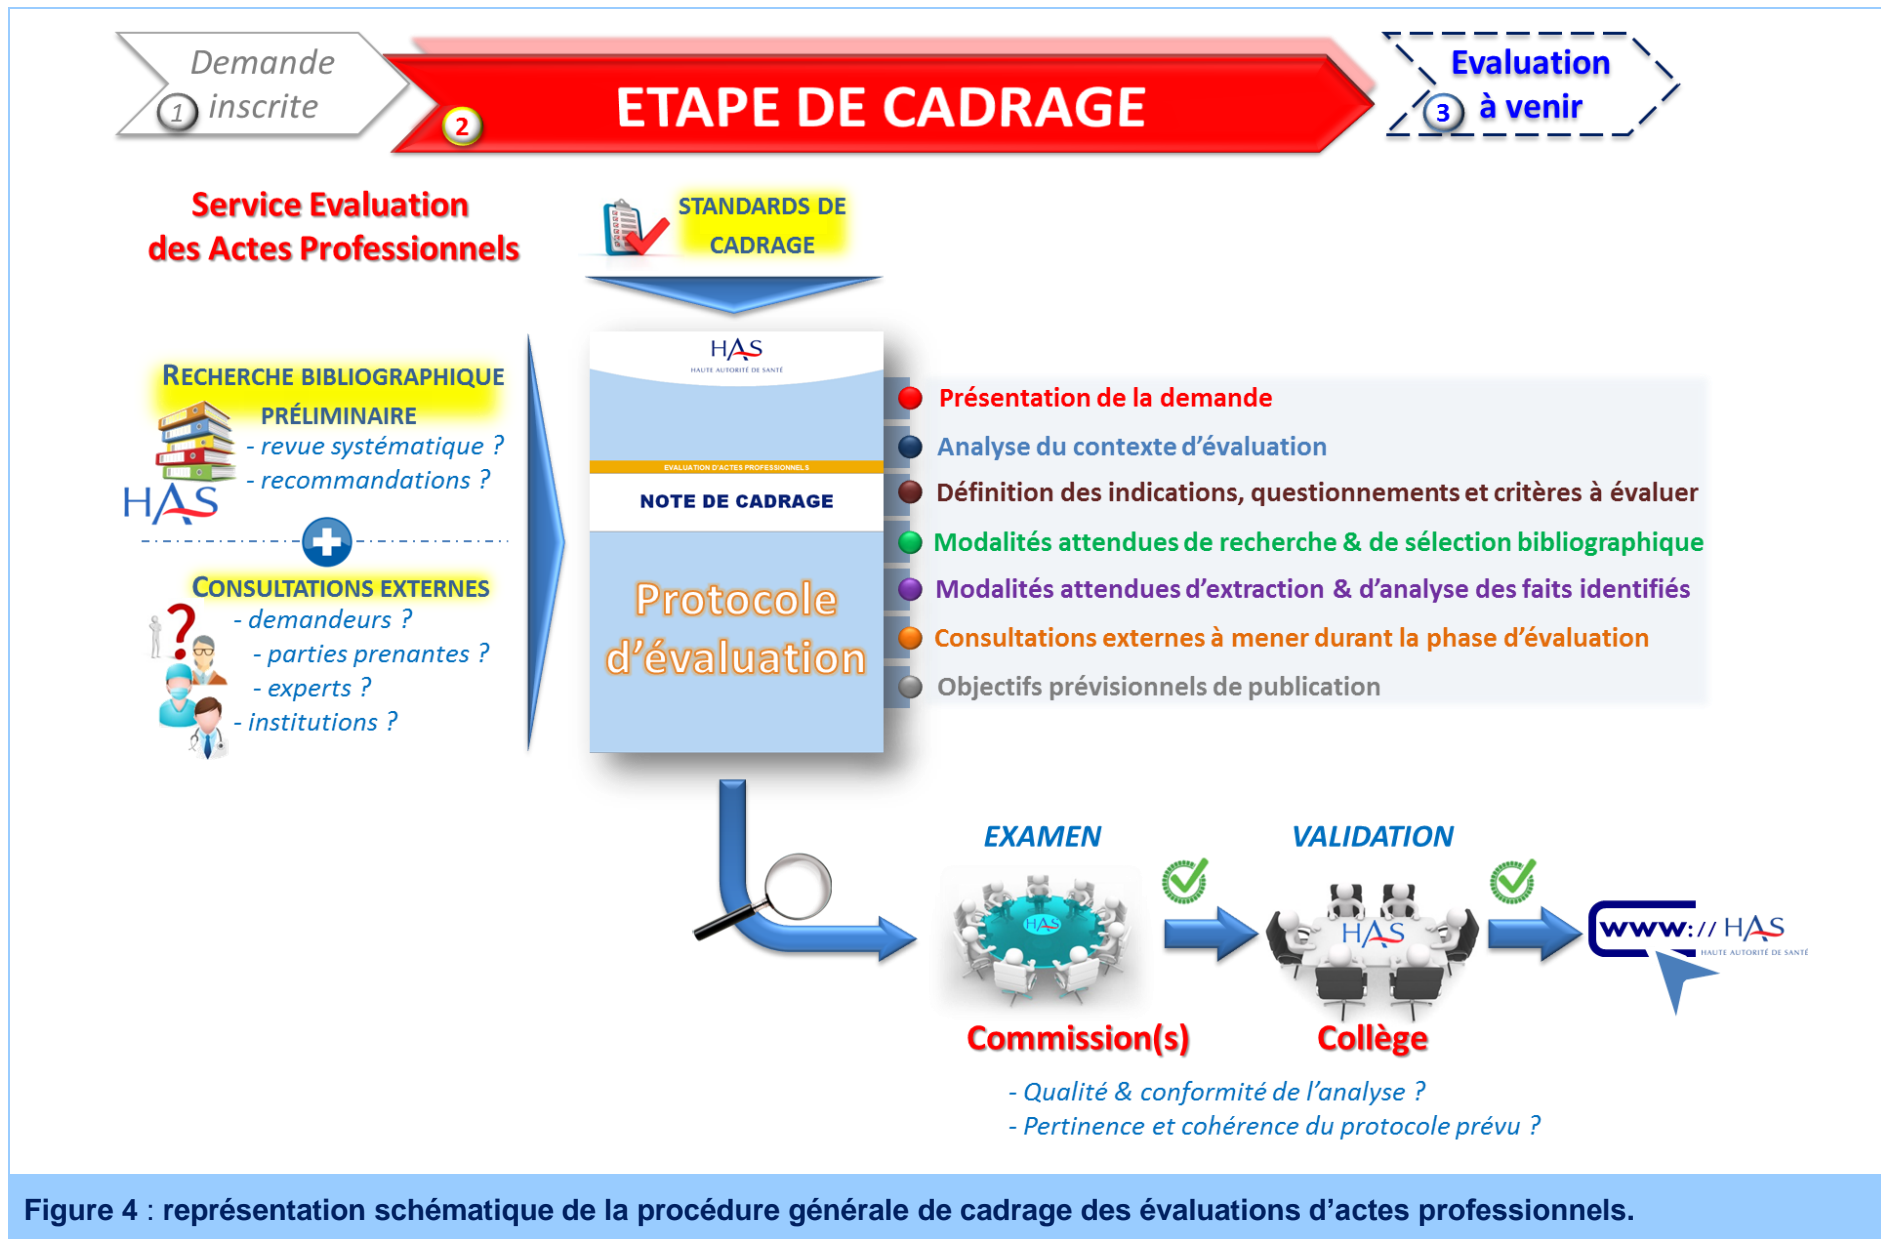 Demande
1 inscrite
2
ETAPE DE CADRAGE
Evaluation
3 à venir
Service Evaluation
des Actes Professionnels
STANDARDS DE
CADRAGE
RECHERCHE BIBLIOGRAPHIQUE
PRÉLIMINAIRE
- revue systématique ?
- recommandations ?
HAS
CONSULTATIONS EXTERNES
- demandeurs ?
- parties prenantes ?
- experts ?
- institutions ?
HAS
HAUTE AUTORITÉ DE SANTÉ
EVALUATION D'ACTES PROFESSIONNELS
NOTE DE CADRAGE
Protocole
d'évaluation
Présentation de la demande
Analyse du contexte d'évaluation
Définition des indications, questionnements et critères à évaluer
Modalités attendues de recherche & de sélection bibliographique
Modalités attendues d'extraction & d'analyse des faits identifiés
Consultations externes à mener durant la phase d'évaluation
Objectifs prévisionnels de publication
EXAMEN
HAS
Commission(s)
VALIDATION
HAS
Collège
www:// HAS
HAUTE AUTORITÉ DE SANTÉ
- Qualité & conformité de l'analyse ?
- Pertinence et cohérence du protocole prévu ?
Figure 4 : représentation schématique de la procédure générale de cadrage des évaluations d'actes professionnels.